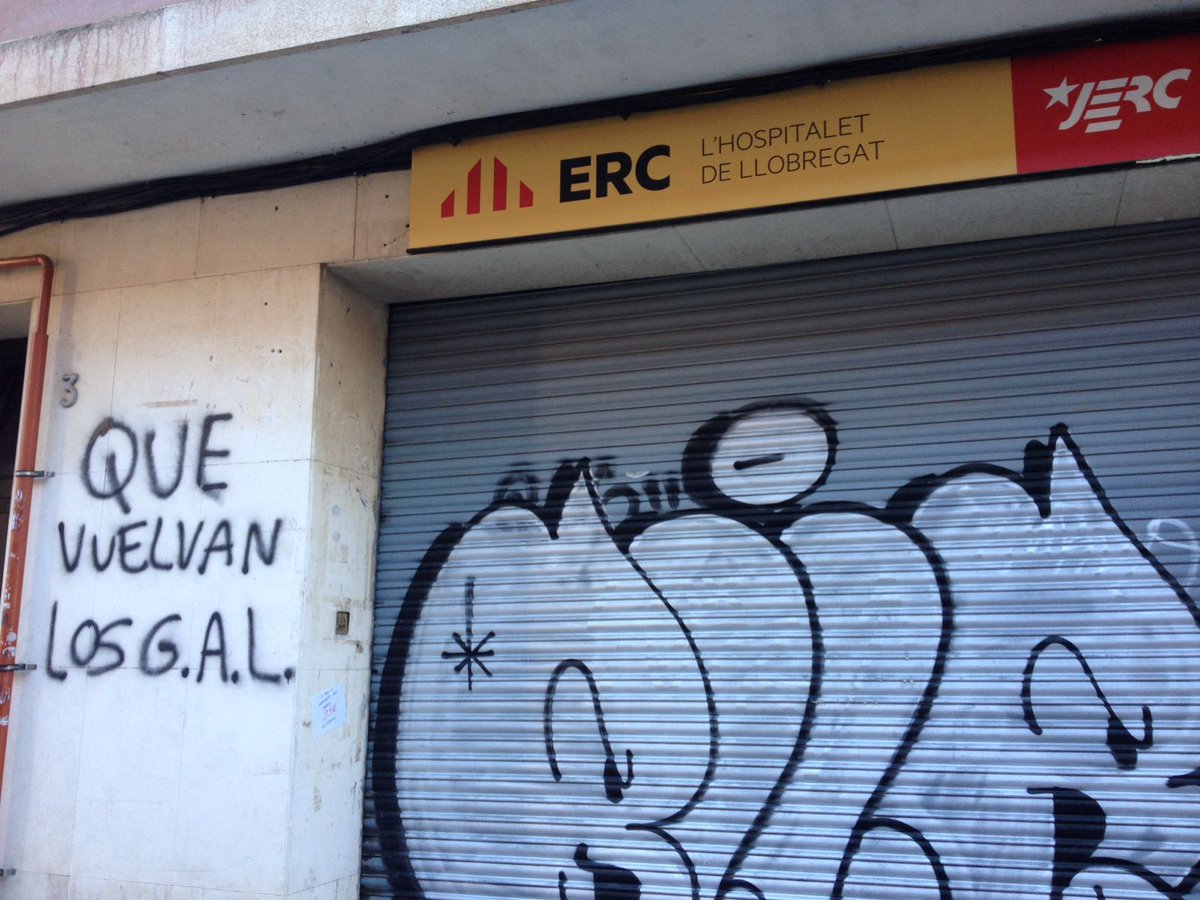 ERC
L'HOSPITALET
DE LLOBREGAT
JERC
3
QUE
VUELVAN
LOS G.A.L.